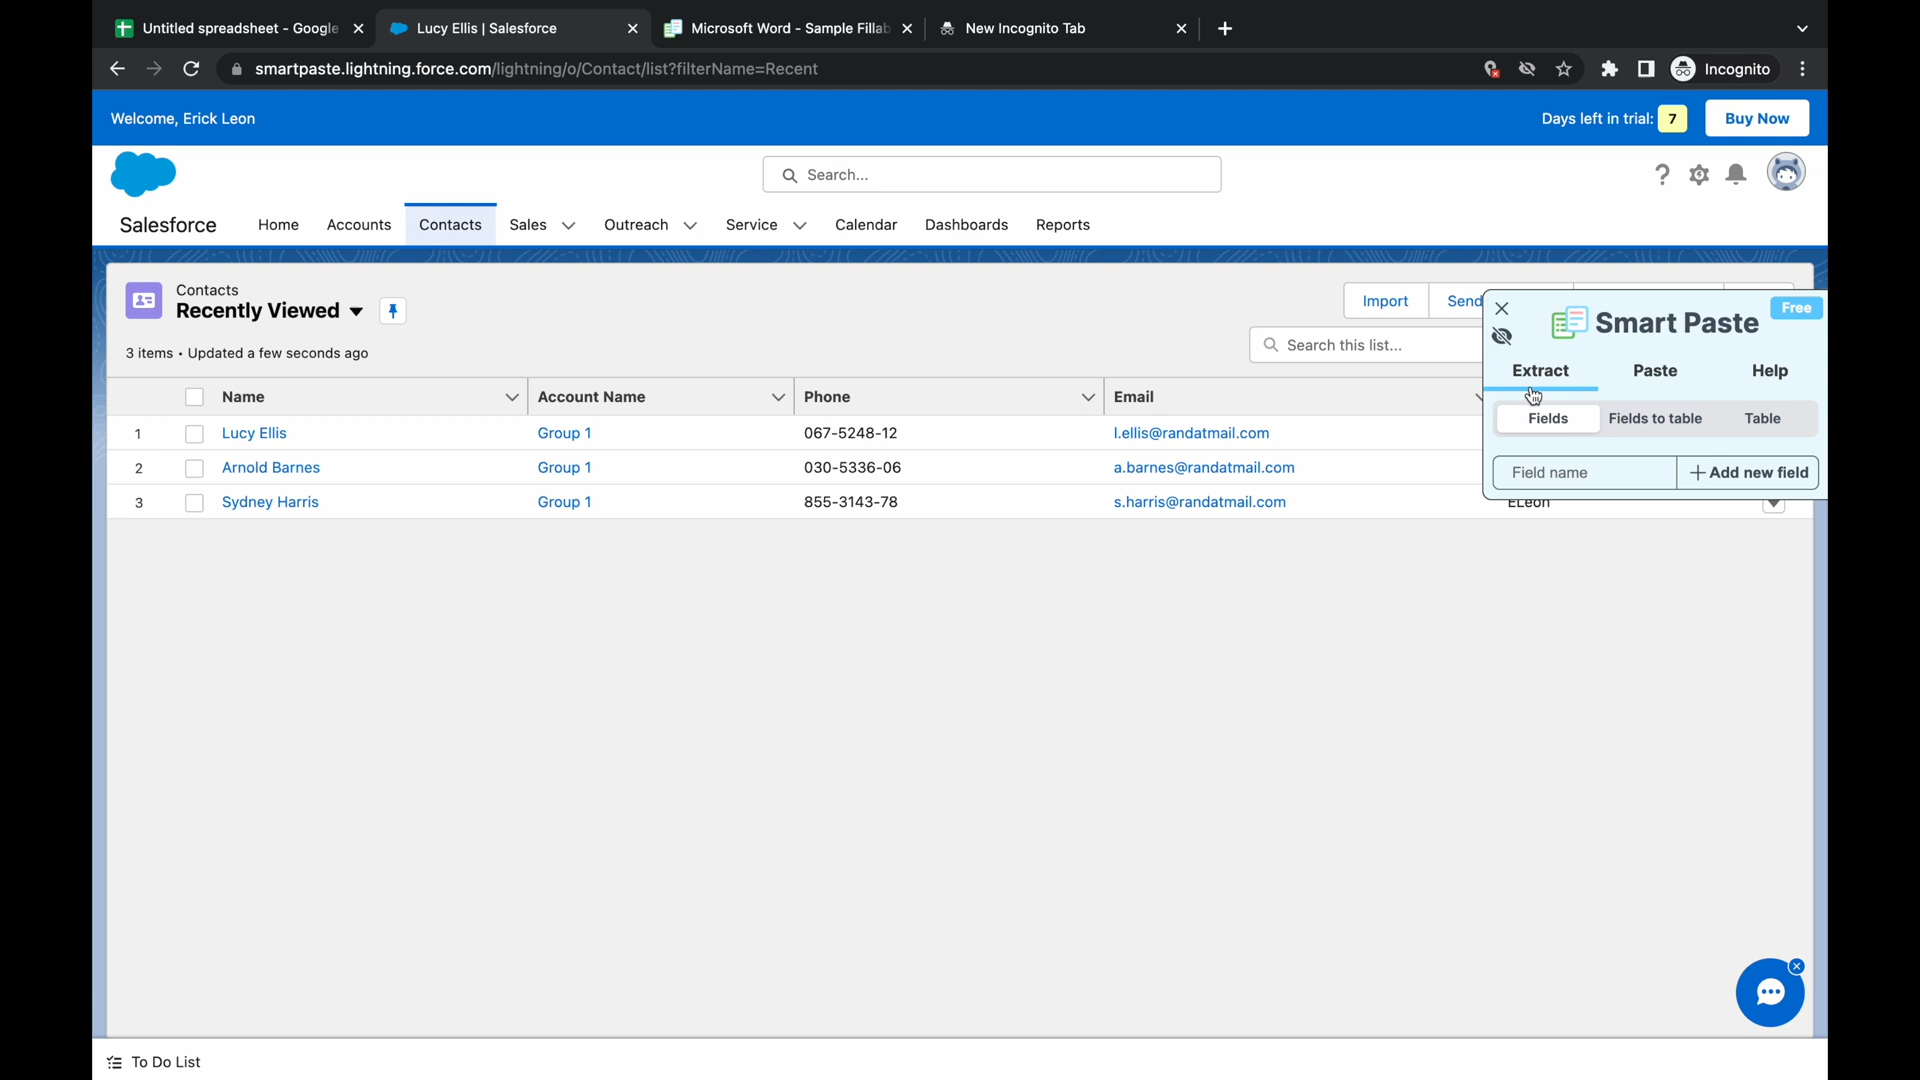 Untitled spreadsheet - Google
Lucy Ellis | Salesforce
Microsoft Word - Sample Fillab
New Incognito Tab
smartpaste.lightning.force.com/lightning/o/Contact/list?filterName=Recent
Incognito
Welcome, Erick Leon
Days left in trial: 7
Buy Now
Search...
Salesforce Home Accounts Contacts Sales Outreach Service Calendar Dashboards Reports
Contacts
Recently Viewed
3 items • Updated a few seconds ago
Import Send
Search this list...
Free
Smart Paste
Extract Paste Help
Fields Fields to table Table
Field name + Add new field
Name Account Name Phone Email
1 Lucy Ellis Group 1 067-5248-12 l.ellis@randatmail.com
2 Arnold Barnes Group 1 030-5336-06 a.barnes@randatmail.com
3 Sydney Harris Group 1 855-3143-78 s.harris@randatmail.com ELeon
To Do List